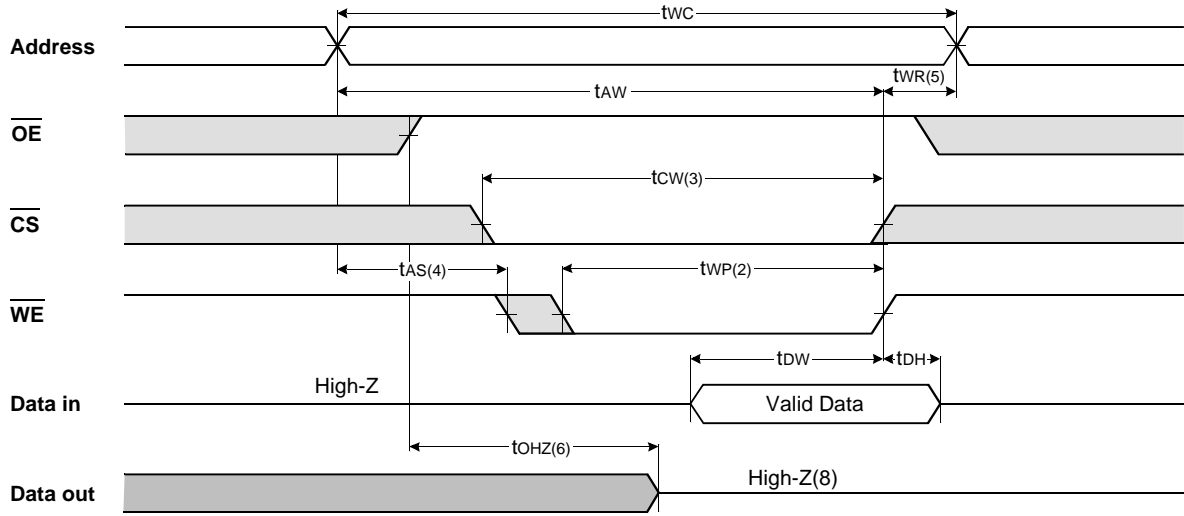 tWC
Address
tWR(5)
tAW
OE
tCW(3)
CS
tAS(4)
tWP(2)
WE
tDW
tDH
High-Z
Data in
Valid Data
tOHZ(6)
High-Z(8)
Data out